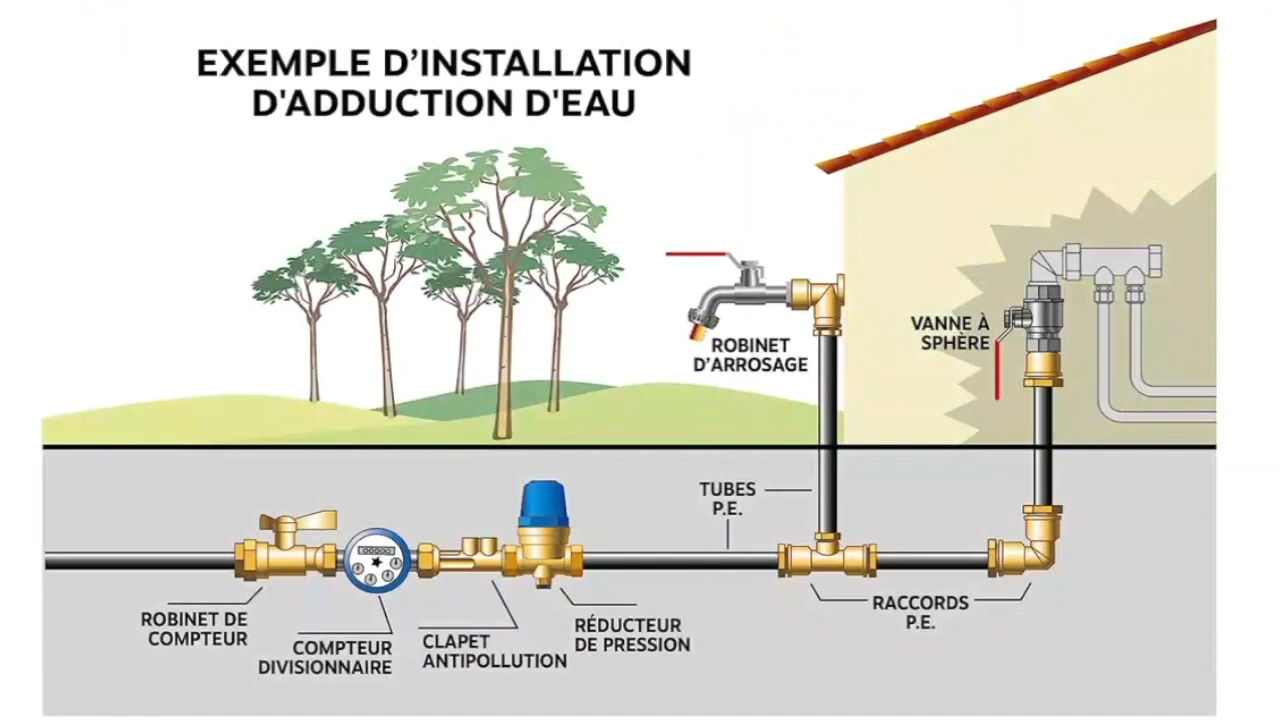 EXEMPLE D'INSTALLATION
D'ADDUCTION D'EAU
ROBINET
D'ARROSAGE
VANNE À
SPHÈRE
TUBES
P.E.
ROBINET DE
COMPTEUR
COMPTEUR
DIVISIONNAIRE
CLAPET
ANTIPOLLUTION
RÉDUCTEUR
DE PRESSION
RACCORDS
P.E.